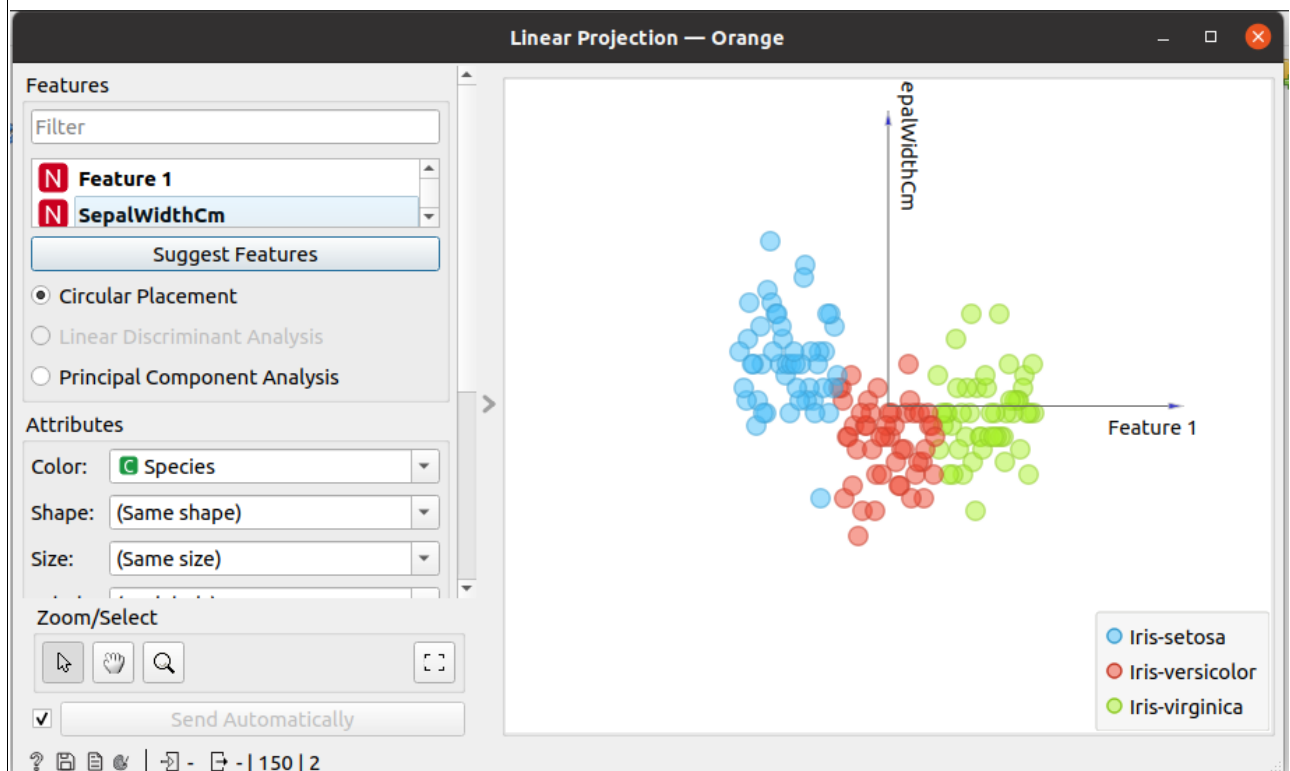 Linear Projection — Orange
Features
Filter
N Feature 1
N SepalWidthCm
Suggest Features
Circular Placement
Linear Discriminant Analysis
Principal Component Analysis
Attributes
Color: C Species
Shape: (Same shape)
Size: (Same size)
Zoom/Select
Send Automatically
? - - | 150 | 2
epalWidthCm
Feature 1
Iris-setosa
Iris-versicolor
Iris-virginica